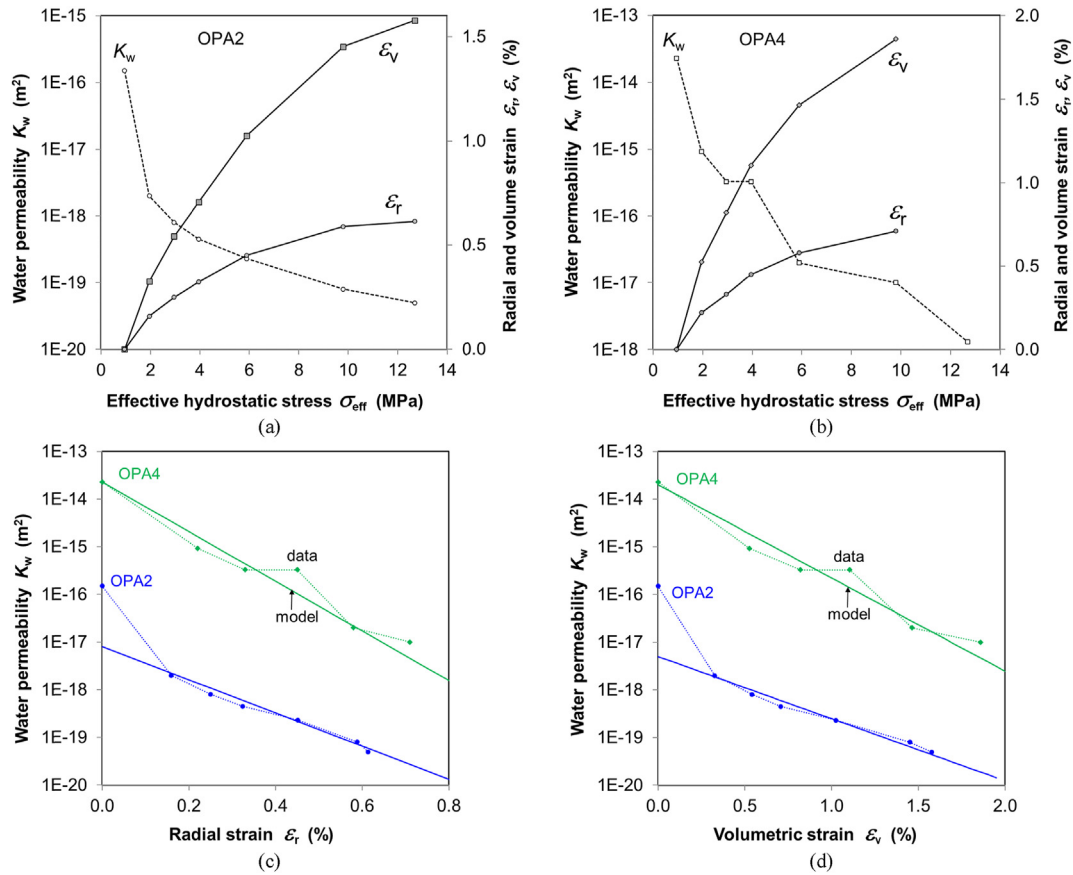 OPA2
Kw
εv
εr
1E-15
1E-16
1E-17
1E-18
1E-19
1E-20
1.5
1.0
0.5
0.0
0 2 4 6 8 10 12 14
Water permeability Kw (m²)
Radial and volume strain εr, εv (%)
Effective hydrostatic stress σeff (MPa)
(a)
OPA4
Kw
εv
εr
1E-13
1E-14
1E-15
1E-16
1E-17
1E-18
2.0
1.5
1.0
0.5
0.0
0 2 4 6 8 10 12 14
Water permeability Kw (m²)
Radial and volume strain εr, εv (%)
Effective hydrostatic stress σeff (MPa)
(b)
1E-13
1E-14
1E-15
1E-16
1E-17
1E-18
1E-19
1E-20
OPA4
OPA2
data
model
0.0 0.2 0.4 0.6 0.8
Water permeability Kw (m²)
Radial strain εr (%)
(c)
1E-13
1E-14
1E-15
1E-16
1E-17
1E-18
1E-19
1E-20
OPA4
OPA2
data
model
0.0 0.5 1.0 1.5 2.0
Water permeability Kw (m²)
Volumetric strain εv (%)
(d)